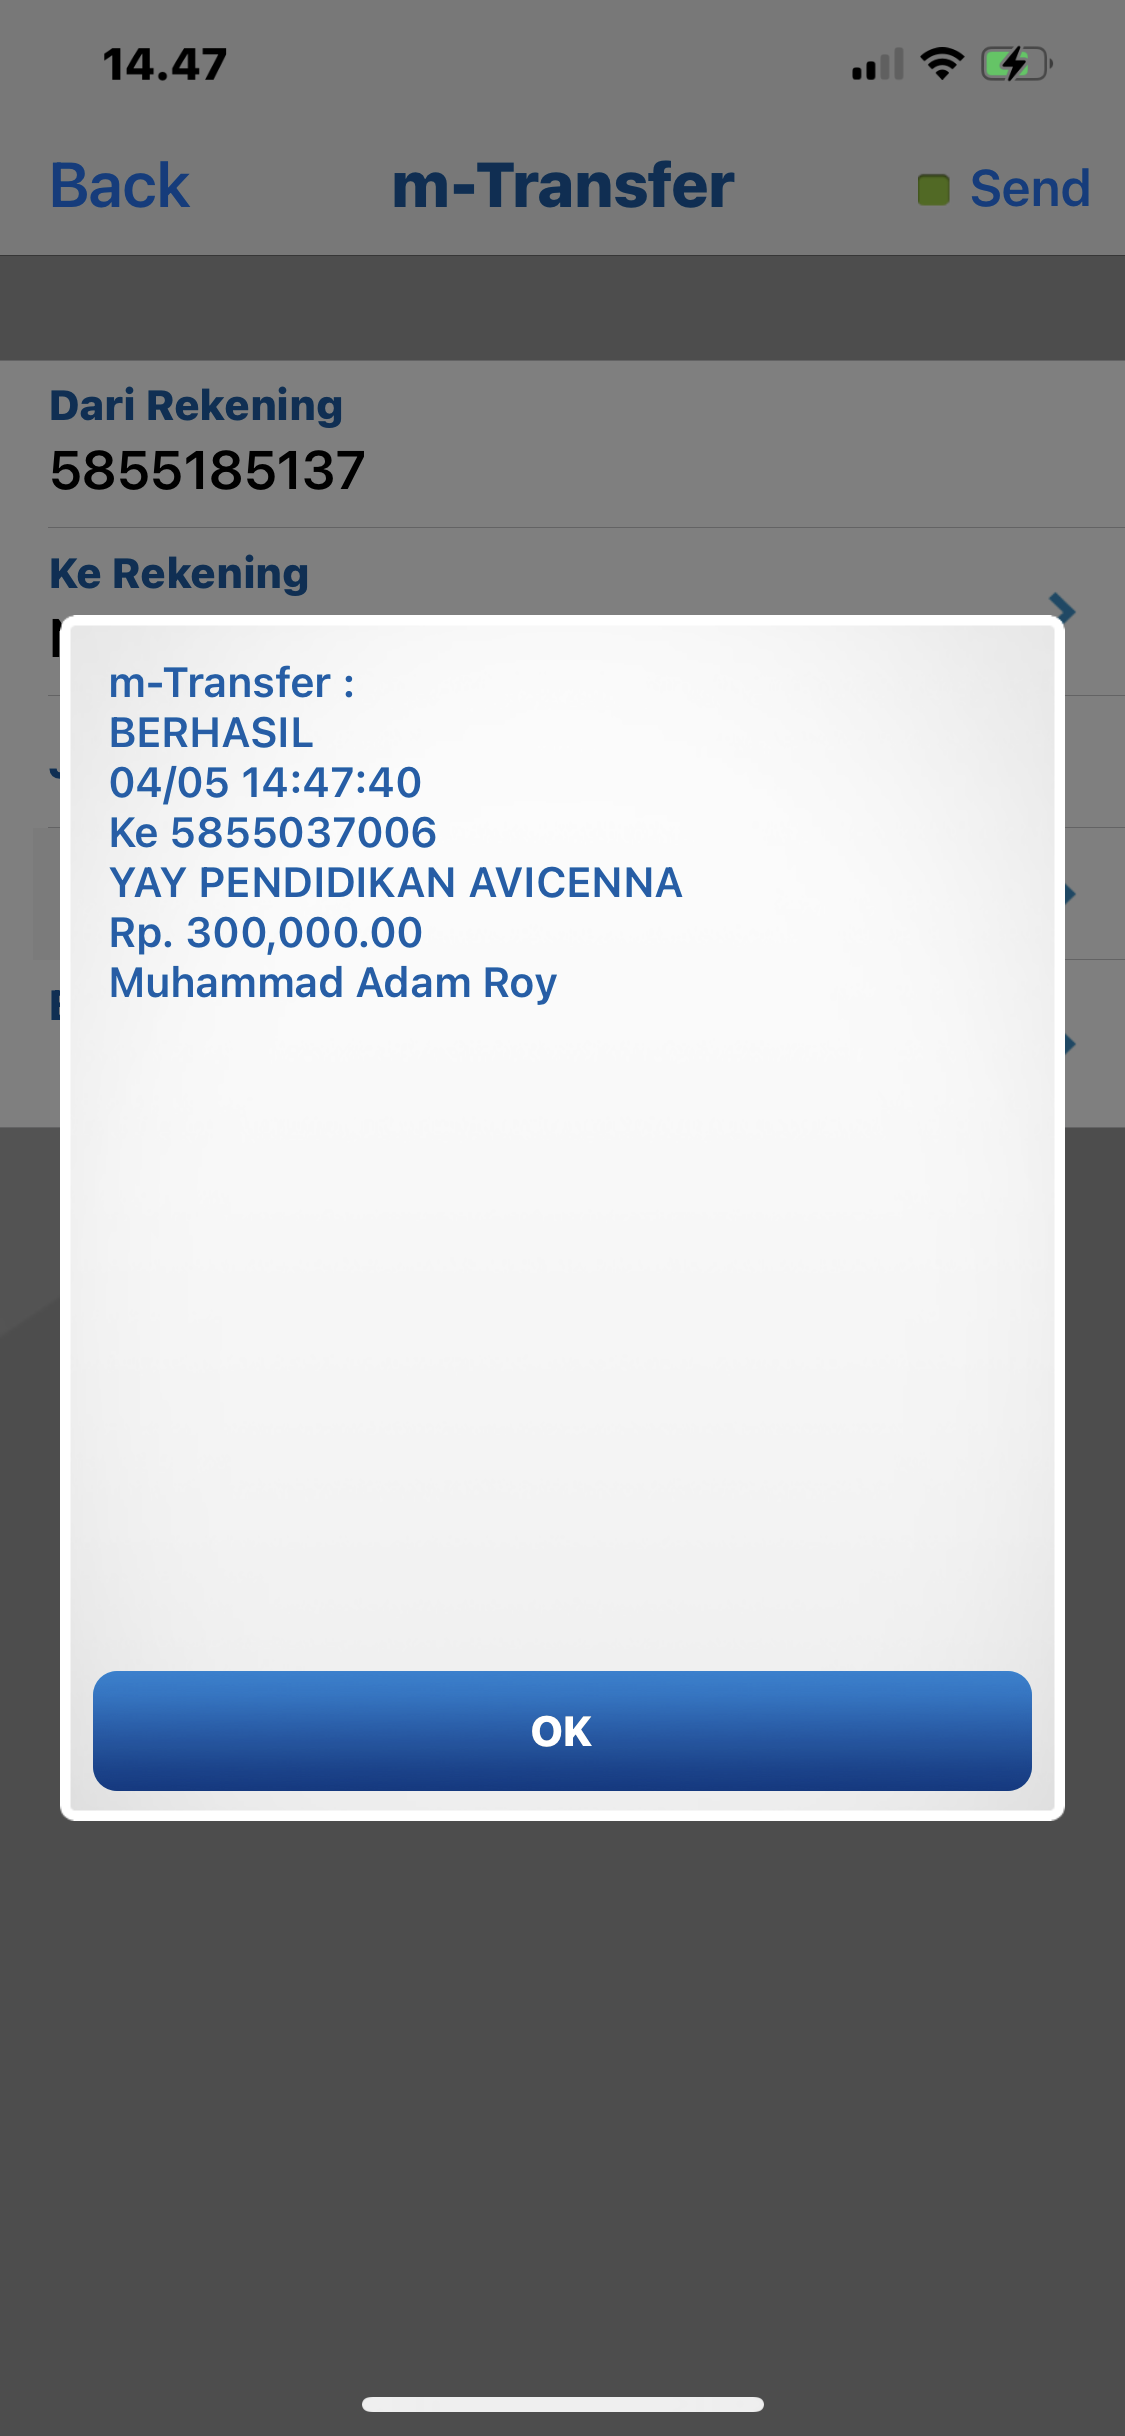 14.47
Back m-Transfer Send
Dari Rekening
5855185137
Ke Rekening
m-Transfer :
BERHASIL
04/05 14:47:40
Ke 5855037006
YAY PENDIDIKAN AVICENNA
Rp. 300,000.00
Muhammad Adam Roy
OK